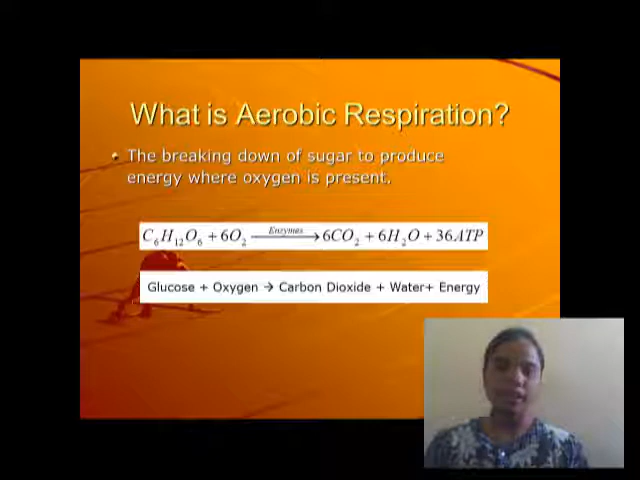 What is Aerobic Respiration?
The breaking down of sugar to produce
energy where oxygen is present.
C₆H₁₂O₆ + 6O₂ —Enzymes→ 6CO₂ + 6H₂O + 36ATP
Glucose + Oxygen → Carbon Dioxide + Water+ Energy